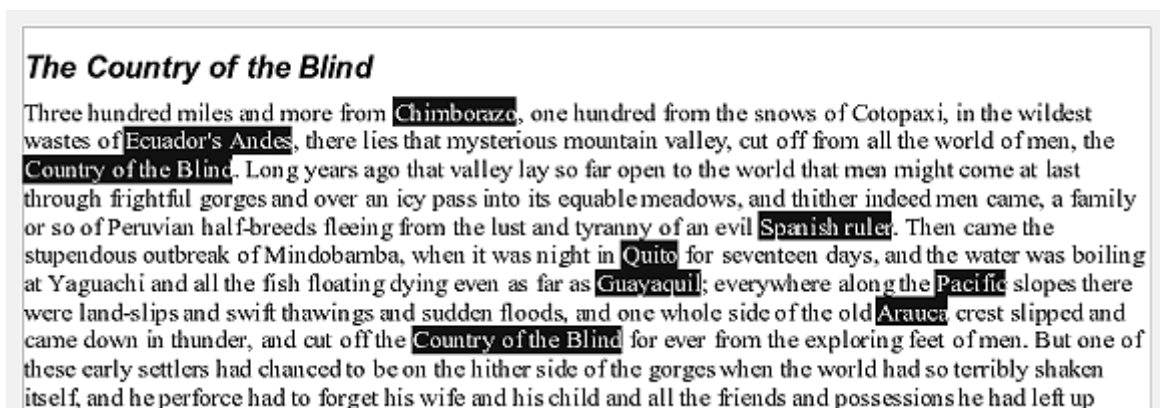 The Country of the Blind
Three hundred miles and more from Chimborazo, one hundred from the snows of Cotopaxi, in the wildest
wastes of Ecuador's Andes, there lies that mysterious mountain valley, cut off from all the world of men, the
Country of the Blind. Long years ago that valley lay so far open to the world that men might come at last
through frightful gorges and over an icy pass into its equable meadows, and thither indeed men came, a family
or so of Peruvian half-breeds fleeing from the lust and tyranny of an evil Spanish ruler. Then came the
stupendous outbreak of Mindobamba, when it was night in Quito for seventeen days, and the water was boiling
at Yaguachi and all the fish floating dying even as far as Guayaquil; everywhere along the Pacific slopes there
were land-slips and swift thawings and sudden floods, and one whole side of the old Arauca crest slipped and
came down in thunder, and cut off the Country of the Blind for ever from the exploring feet of men. But one of
these early settlers had chanced to be on the hither side of the gorges when the world had so terribly shaken
itself, and he perforce had to forget his wife and his child and all the friends and possessions he had left up